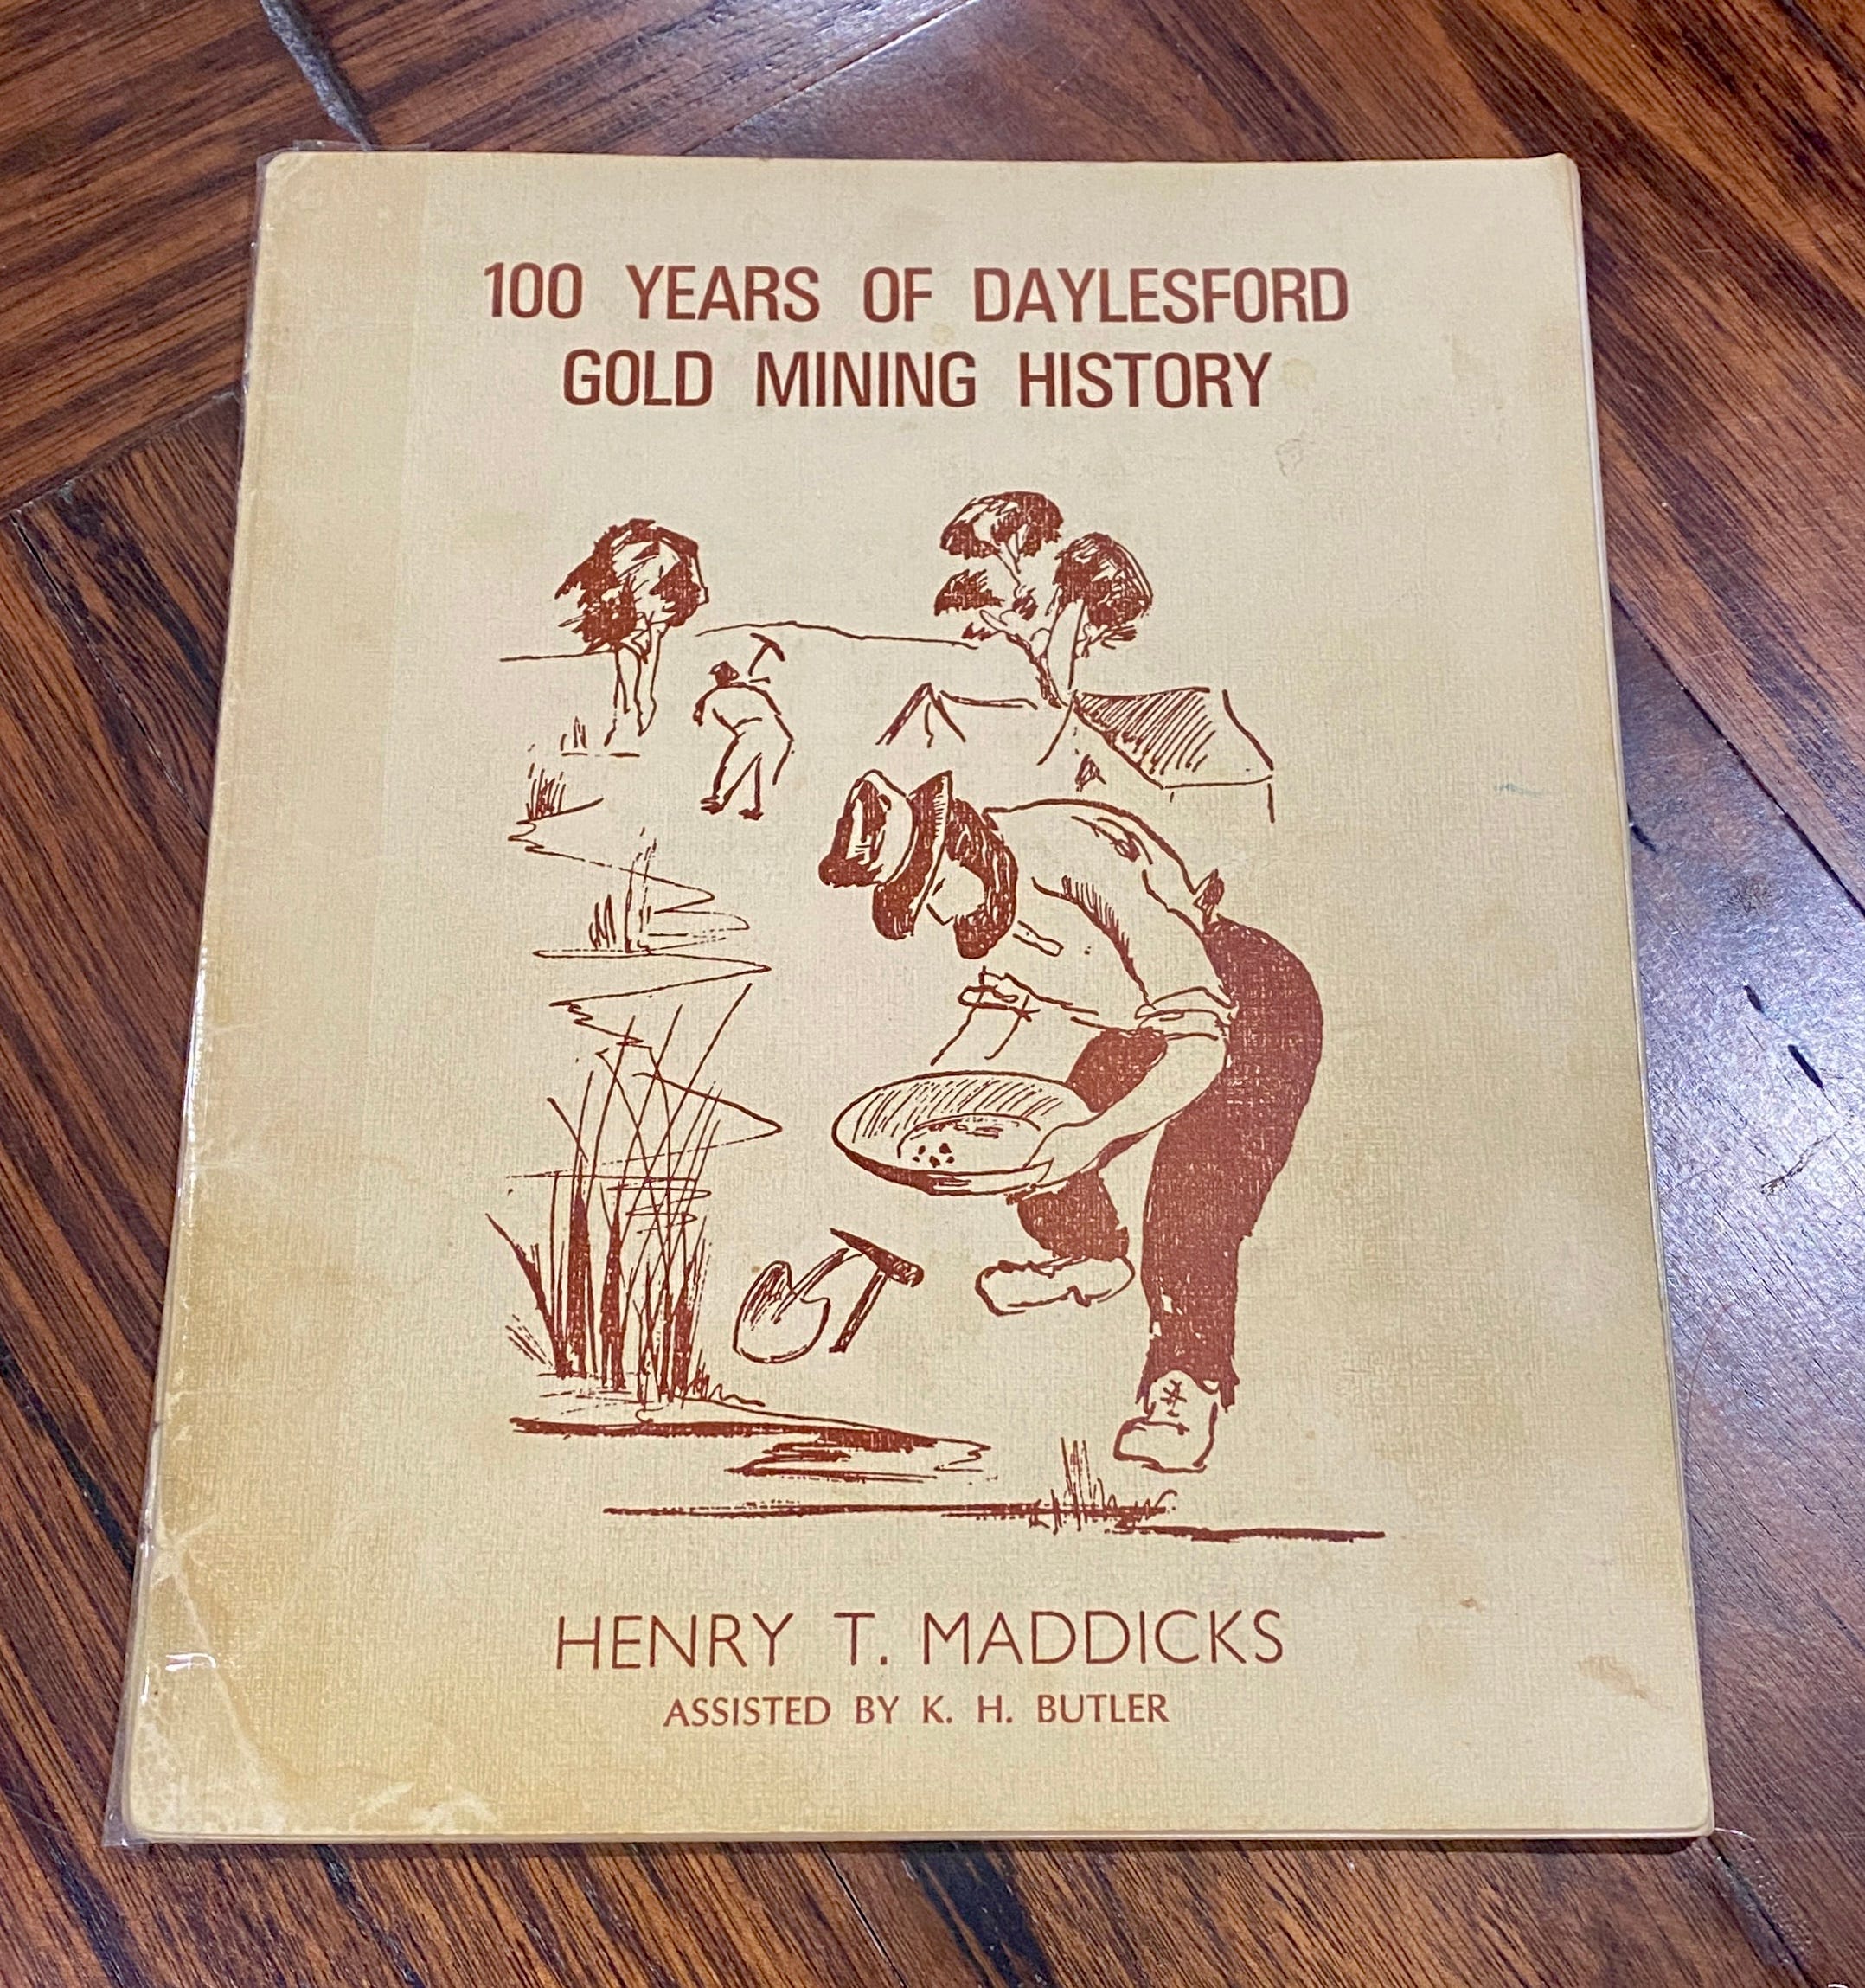 100 YEARS OF DAYLESFORD
GOLD MINING HISTORY
HENRY T. MADDICKS
ASSISTED BY K. H. BUTLER